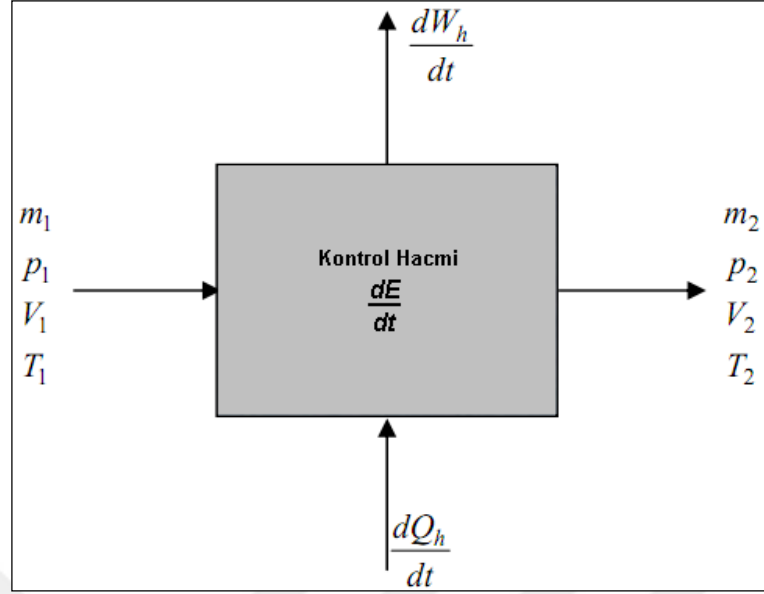 dW_h
dt
m_1
p_1
V_1
T_1
Kontrol Hacmi
dE
dt
m_2
p_2
V_2
T_2
dQ_h
dt